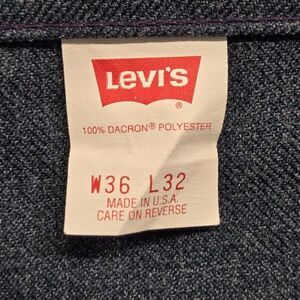 LEVI'S
®
100% DACRON® POLYESTER
W36 L32
MADE IN U.S.A.
CARE ON REVERSE